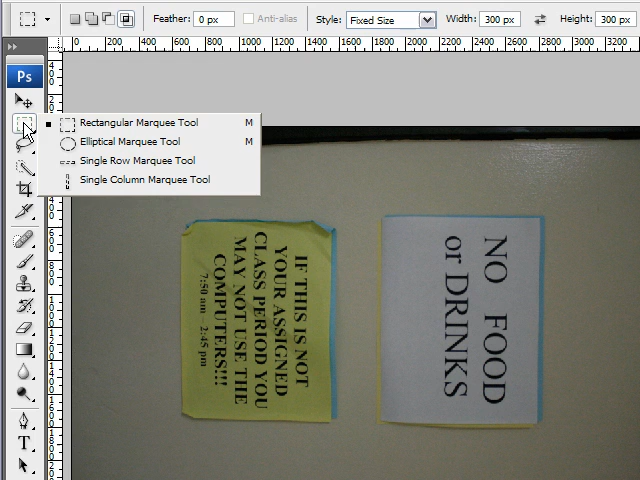 Feather: 0 px
Anti-alias
Style: Fixed Size
Width: 300 px
Height: 300 px
0 200 400 600 800 1000 1200 1400 1600 1800 2000 2200 2400 2600 2800 3000 3200
Ps
Rectangular Marquee Tool M
Elliptical Marquee Tool M
Single Row Marquee Tool
Single Column Marquee Tool
T
NO FOOD
or DRINKS
IF THIS IS NOT
YOUR ASSIGNED
CLASS PERIOD YOU
MAY NOT USE THE
COMPUTERS!!!
7:50 am - 2:45 pm